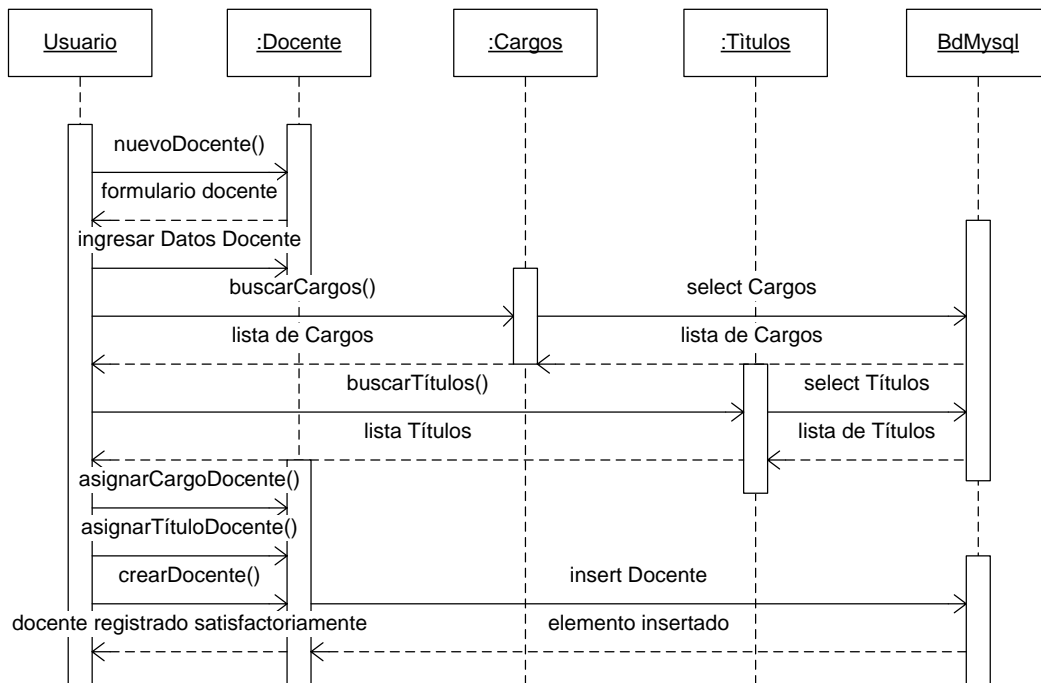 Usuario
:Docente
:Cargos
:Tìtulos
BdMysql
nuevoDocente()
formulario docente
ingresar Datos Docente
buscarCargos()
select Cargos
lista de Cargos
lista de Cargos
buscarTítulos()
select Títulos
lista Títulos
lista de Títulos
asignarCargoDocente()
asignarTítuloDocente()
crearDocente()
insert Docente
docente registrado satisfactoriamente
elemento insertado